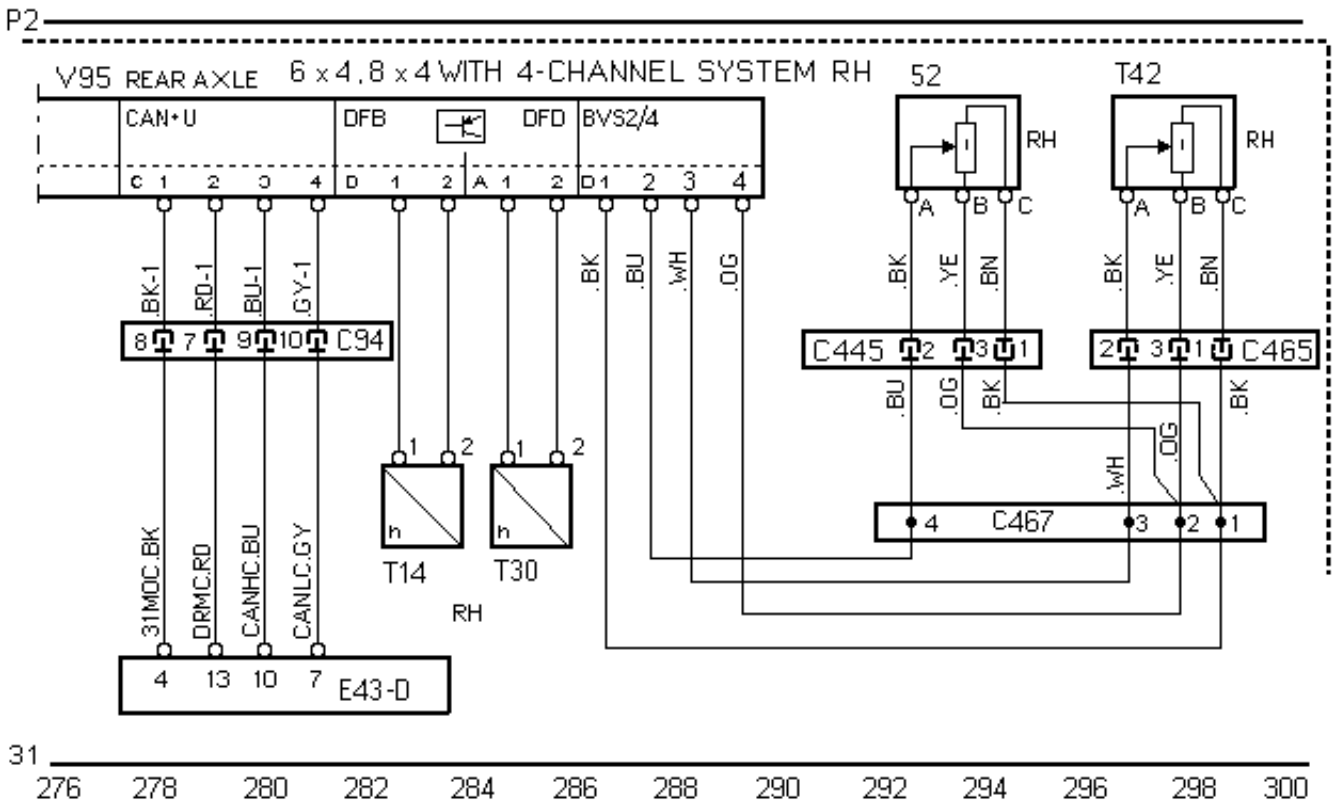 P2
V95 REAR AXLE 6 x 4, 8 x 4 WITH 4-CHANNEL SYSTEM RH 52 T42
CAN+U DFB DFD BVS2/4 RH RH
C 1 2 3 4 D 1 2 A 1 2 D 1 2 3 4
A B C A B C
.BK-1 .RD-1 .BU-1 .GY-1 .BK .BU .WH .OG .BK .YE .BN .BK .YE .BN
8 7 9 10 C94 C445 2 3 1 2 3 1 C465
.BU .OG .BK .WH .OG .BK
1 2 1 2
h h
T14 T30
RH
4 C467 3 2 1
31MOC.BK DRMC.RD CANHC.BU CANLC.GY
4 13 10 7 E43-D
31
276 278 280 282 284 286 288 290 292 294 296 298 300